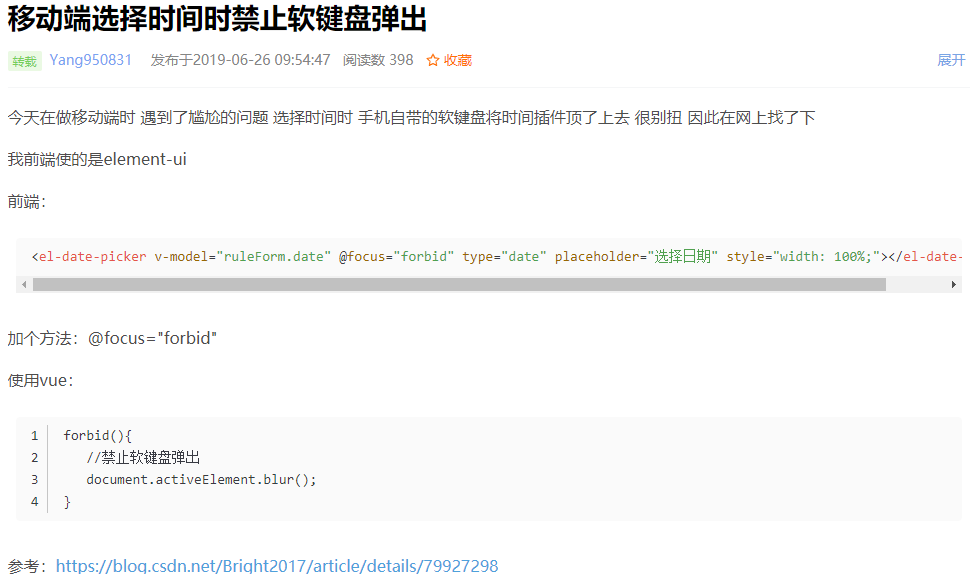 移动端选择时间时禁止软键盘弹出
转载 Yang950831 发布于2019-06-26 09:54:47 阅读数 398 收藏 展开
今天在做移动端时 遇到了尴尬的问题 选择时间时 手机自带的软键盘将时间插件顶了上去 很别扭 因此在网上找了下
我前端使的是element-ui
前端：
<el-date-picker v-model="ruleForm.date" @focus="forbid" type="date" placeholder="选择日期" style="width: 100%;"></el-date-
加个方法：@focus="forbid"
使用vue：
1 forbid(){
2 //禁止软键盘弹出
3 document.activeElement.blur();
4 }
参考：https://blog.csdn.net/Bright2017/article/details/79927298